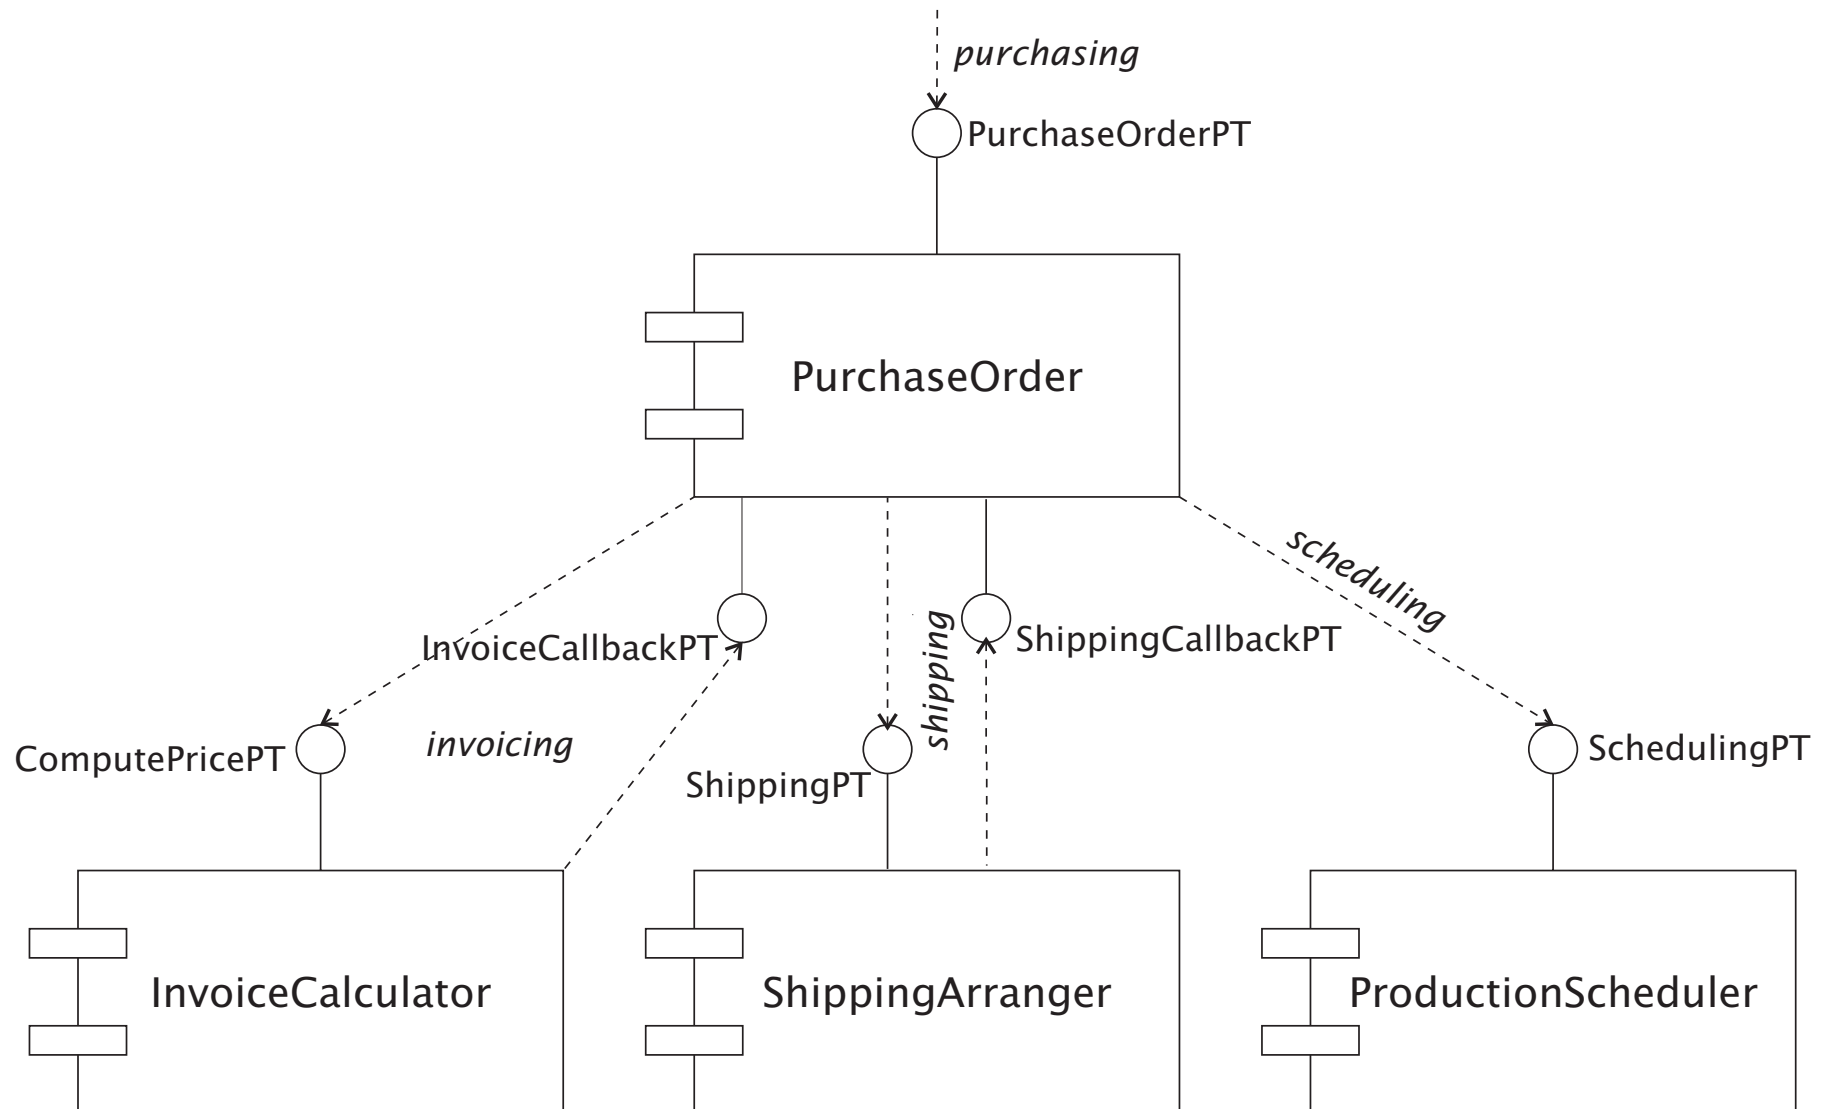 purchasing
PurchaseOrderPT
PurchaseOrder
scheduling
InvoiceCallbackPT
shipping
ShippingCallbackPT
ComputePricePT
invoicing
ShippingPT
SchedulingPT
InvoiceCalculator
ShippingArranger
ProductionScheduler